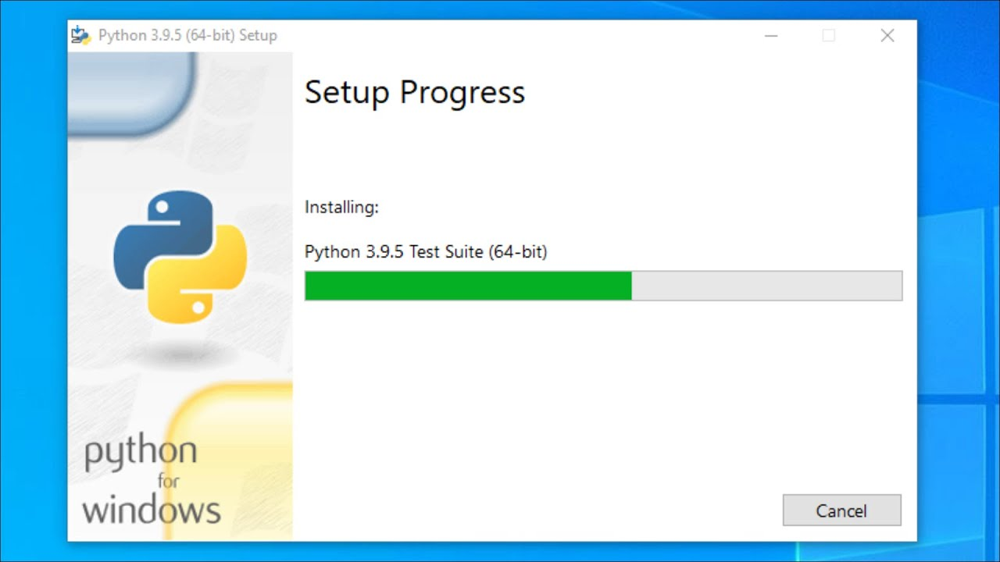 Python 3.9.5 (64-bit) Setup
Setup Progress
Installing:
Python 3.9.5 Test Suite (64-bit)
python
for
windows
Cancel